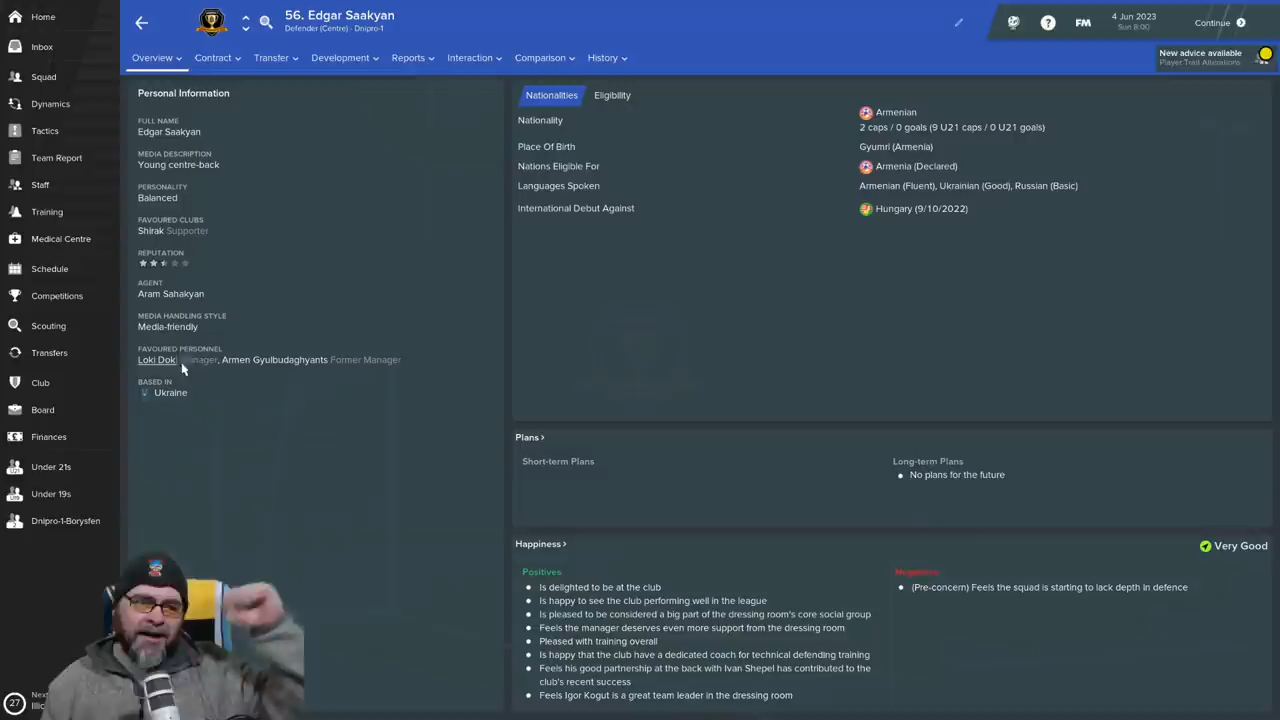 Home
Inbox
Squad
Dynamics
Tactics
Team Report
Staff
Training
Medical Centre
Schedule
Competitions
Scouting
Transfers
Club
Board
Finances
Under 21s
Under 19s
Dnipro-1-Borysfen
27
56. Edgar Saakyan
Defender (Centre) · Dnipro-1
FM
4 Jun 2023
Sun 8:00
Continue
Overview
Contract
Transfer
Development
Reports
Interaction
Comparison
History
New advice available
Player Trait Alterations
Personal Information
FULL NAME
Edgar Saakyan
MEDIA DESCRIPTION
Young centre-back
PERSONALITY
Balanced
FAVOURED CLUBS
Shirak Supporter
REPUTATION
AGENT
Aram Sahakyan
MEDIA HANDLING STYLE
Media-friendly
FAVOURED PERSONNEL
Loki Doki Manager, Armen Gyulbudaghyants Former Manager
BASED IN
Ukraine
Nationalities
Eligibility
Nationality
Armenian
2 caps / 0 goals (9 U21 caps / 0 U21 goals)
Place Of Birth
Gyumri (Armenia)
Nations Eligible For
Armenia (Declared)
Languages Spoken
Armenian (Fluent), Ukrainian (Good), Russian (Basic)
International Debut Against
Hungary (9/10/2022)
Plans
Short-term Plans
Long-term Plans
No plans for the future
Happiness
Very Good
Positives
Is delighted to be at the club
Is happy to see the club performing well in the league
Is pleased to be considered a big part of the dressing room's core social group
Feels the manager deserves even more support from the dressing room
Pleased with training overall
Is happy that the club have a dedicated coach for technical defending training
Feels his good partnership at the back with Ivan Shepel has contributed to the
club's recent success
Feels Igor Kogut is a great team leader in the dressing room
Negatives
(Pre-concern) Feels the squad is starting to lack depth in defence